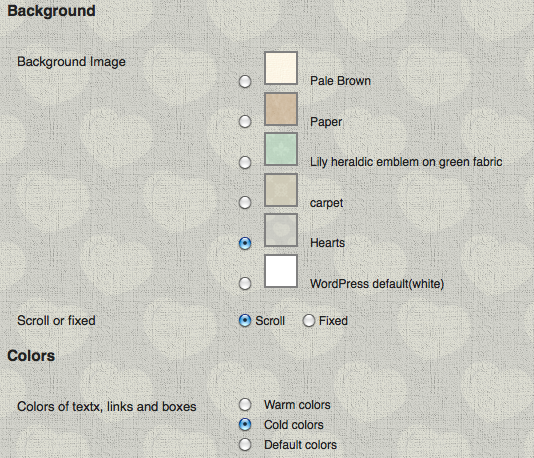 Background
Background Image
Pale Brown
Paper
Lily heraldic emblem on green fabric
carpet
Hearts
WordPress default(white)
Scroll or fixed
Scroll Fixed
Colors
Colors of textx, links and boxes
Warm colors
Cold colors
Default colors